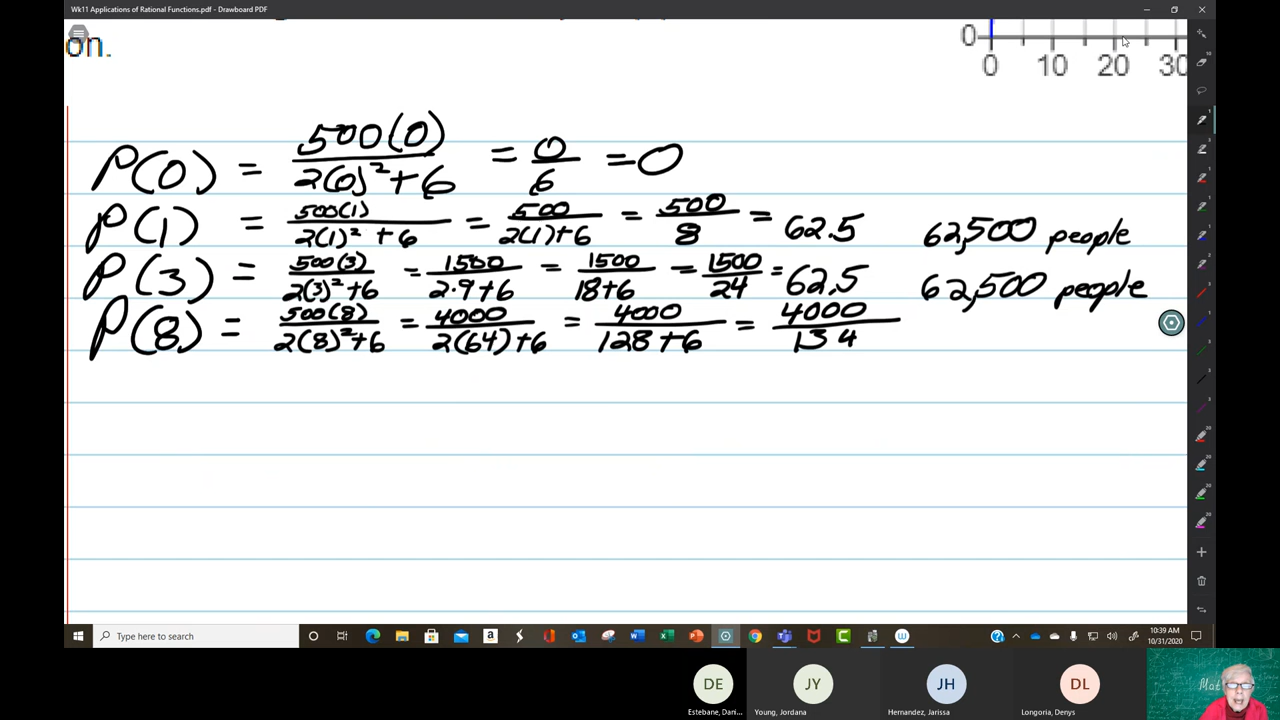 Wk11 Applications of Rational Functions.pdf - Drawboard PDF
on.
0
0 10 20 30
P(0) = 500(0) / 2(0)² + 6 = 0 / 6 = 0
P(1) = 500(1) / 2(1)² + 6 = 500 / 2(1)+6 = 500 / 8 = 62.5 62,500 people
P(3) = 500(3) / 2(3)² + 6 = 1500 / 2·9+6 = 1500 / 18+6 = 1500 / 24 = 62.5 62,500 people
P(8) = 500(8) / 2(8)² + 6 = 4000 / 2(64)+6 = 4000 / 128+6 = 4000 / 134
Type here to search
10:39 AM
10/31/2020
DE JY JH DL
Estebane, Dani... Young, Jordana Hernandez, Jarissa Longoria, Denys